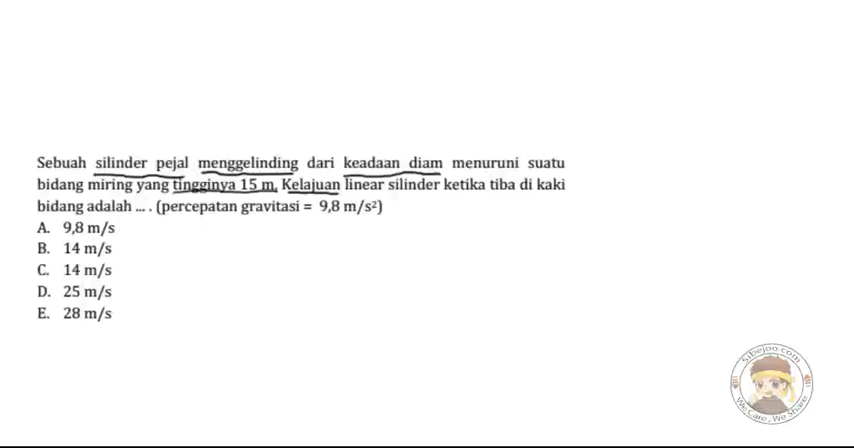 Sebuah silinder pejal menggelinding dari keadaan diam menuruni suatu
bidang miring yang tingginya 15 m. Kelajuan linear silinder ketika tiba di kaki
bidang adalah ... . (percepatan gravitasi = 9,8 m/s²)
A. 9,8 m/s
B. 14 m/s
C. 14 m/s
D. 25 m/s
E. 28 m/s
Sibejoo.com
We Care, We Share